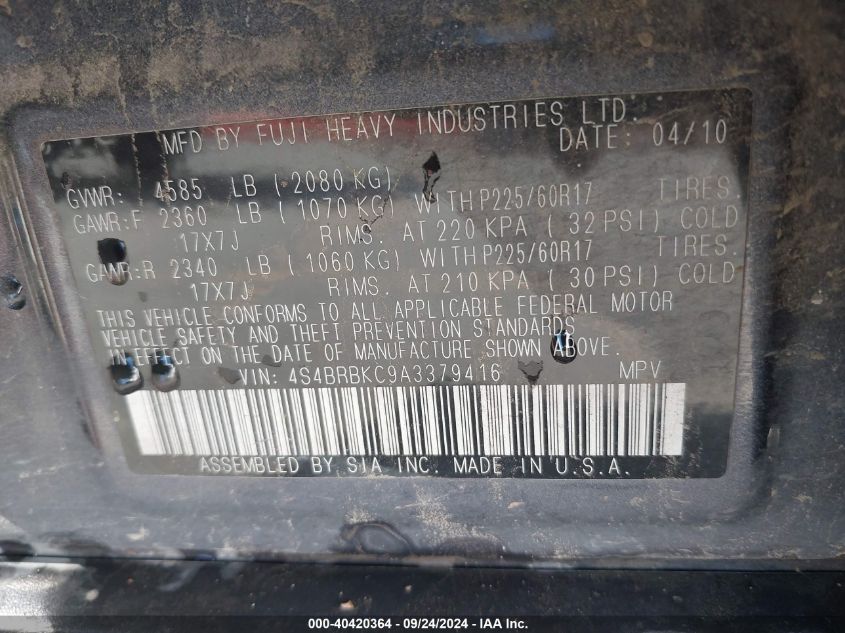 MFD BY FUJI HEAVY INDUSTRIES LTD.
DATE: 04/10
GVWR: 4585 LB ( 2080 KG)
GAWR:F 2360 LB ( 1070 KG) WITH P225/60R17 TIRES.
17X7J RIMS. AT 220 KPA ( 32 PSI) COLD
GAWR:R 2340 LB ( 1060 KG) WITH P225/60R17 TIRES.
17X7J RIMS. AT 210 KPA ( 30 PSI) COLD
THIS VEHICLE CONFORMS TO ALL APPLICABLE FEDERAL MOTOR
VEHICLE SAFETY AND THEFT PREVENTION STANDARDS
IN EFFECT ON THE DATE OF MANUFACTURE SHOWN ABOVE.
VIN: 4S4BRBKC9A3379416 MPV
ASSEMBLED BY SIA INC. MADE IN U.S.A.
000-40420364 - 09/24/2024 - IAA Inc.